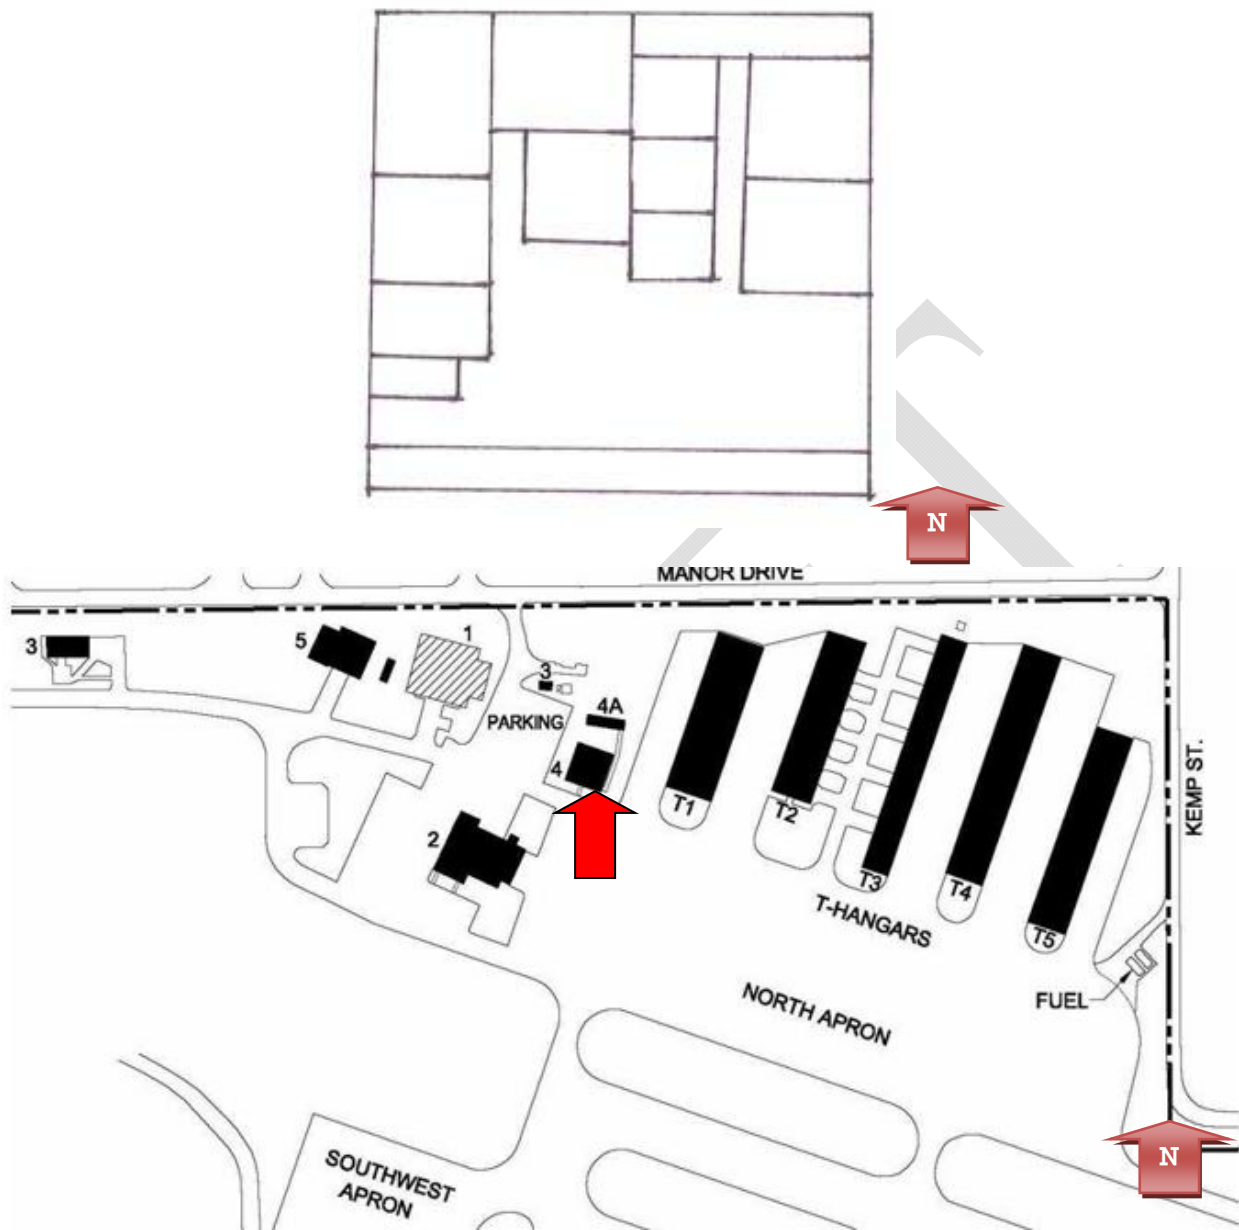 N
MANOR DRIVE
3
5
1
3
4A
PARKING
4
2
T1
T2
T3
T4
T5
T-HANGARS
KEMP ST.
FUEL
NORTH APRON
SOUTHWEST
APRON
N